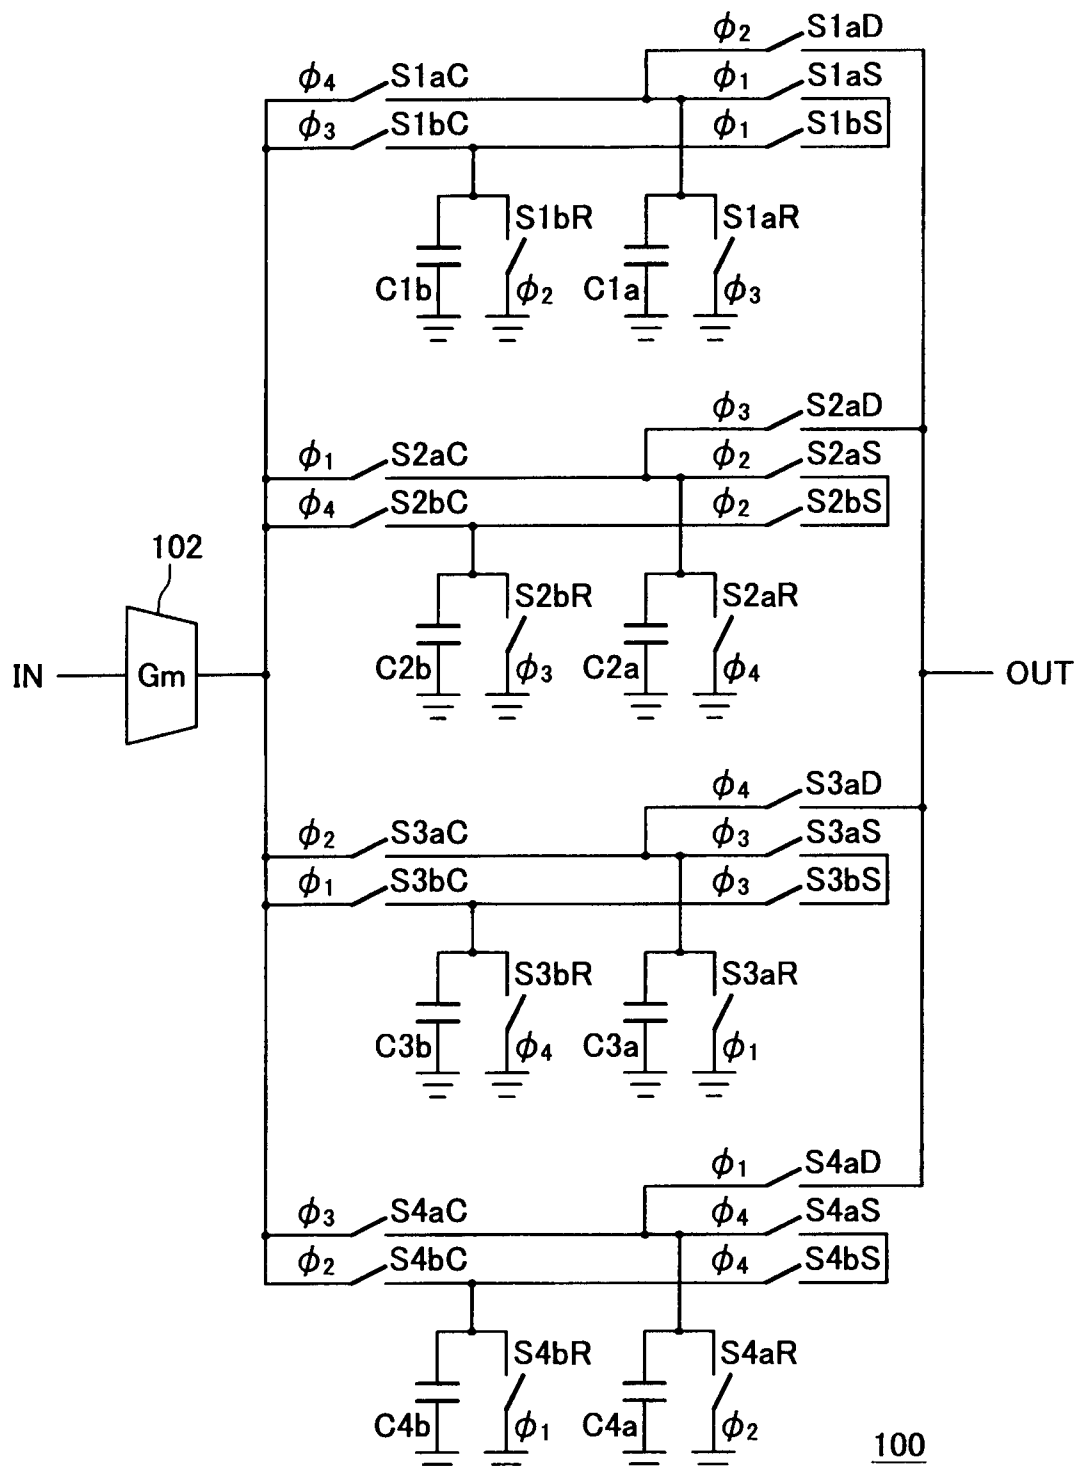 ϕ2 S1aD
ϕ4 S1aC ϕ1 S1aS
ϕ3 S1bC ϕ1 S1bS
S1bR S1aR
C1b ϕ2 C1a ϕ3
ϕ3 S2aD
ϕ1 S2aC ϕ2 S2aS
ϕ4 S2bC ϕ2 S2bS
102
S2bR S2aR
IN Gm C2b ϕ3 C2a ϕ4 OUT
ϕ4 S3aD
ϕ2 S3aC ϕ3 S3aS
ϕ1 S3bC ϕ3 S3bS
S3bR S3aR
C3b ϕ4 C3a ϕ1
ϕ1 S4aD
ϕ3 S4aC ϕ4 S4aS
ϕ2 S4bC ϕ4 S4bS
S4bR S4aR
C4b ϕ1 C4a ϕ2
100